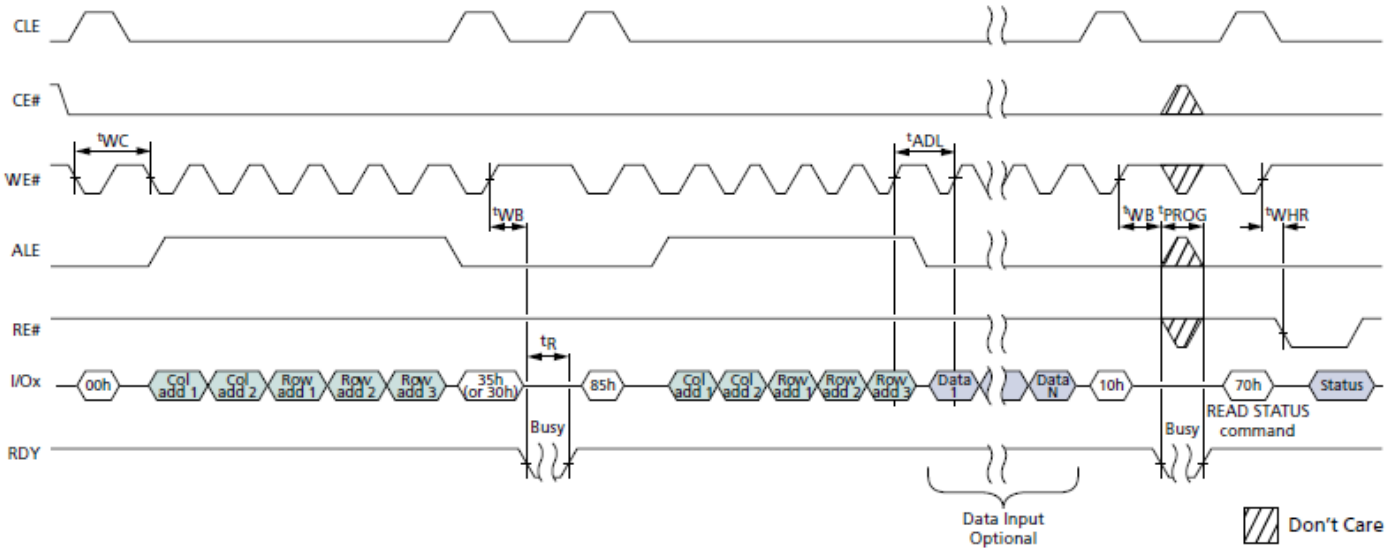 CLE
CE#
tWC
tADL
WE#
tWB
tWB tPROG
tWHR
ALE
RE#
tR
I/Ox
00h
Col add 1
Col add 2
Row add 1
Row add 2
Row add 3
35h (or 30h)
85h
Col add 1
Col add 2
Row add 1
Row add 2
Row add 3
Data 1
Data N
10h
70h
Status
READ STATUS
command
Busy
Busy
RDY
Data Input
Optional
Don't Care